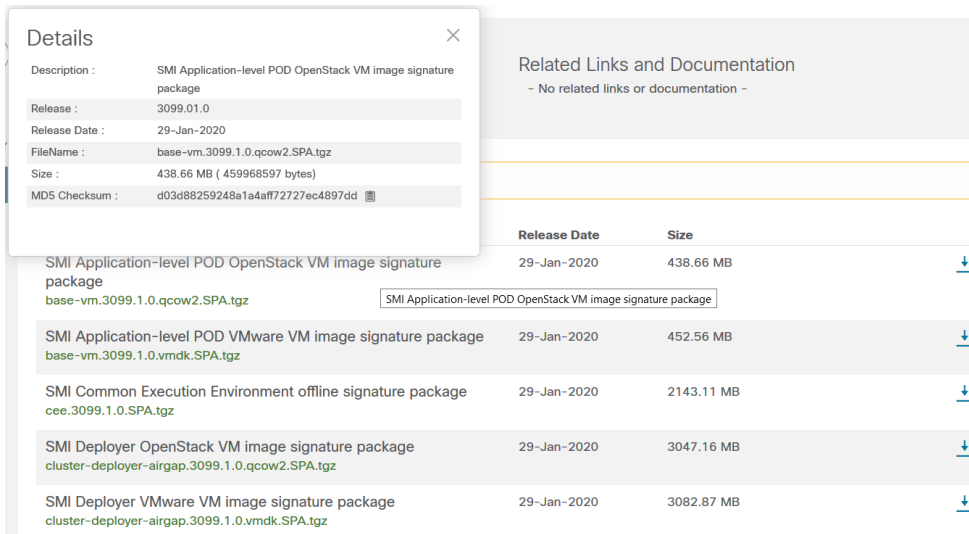 Details
Description :
SMI Application-level POD OpenStack VM image signature
package
Release :
3099.01.0
Release Date :
29-Jan-2020
FileName :
base-vm.3099.1.0.qcow2.SPA.tgz
Size :
438.66 MB ( 459968597 bytes)
MD5 Checksum :
d03d88259248a1a4aff72727ec4897dd
Related Links and Documentation
- No related links or documentation -
Release Date
Size
SMI Application-level POD OpenStack VM image signature
package
base-vm.3099.1.0.qcow2.SPA.tgz
29-Jan-2020
438.66 MB
SMI Application-level POD OpenStack VM image signature package
SMI Application-level POD VMware VM image signature package
base-vm.3099.1.0.vmdk.SPA.tgz
29-Jan-2020
452.56 MB
SMI Common Execution Environment offline signature package
cee.3099.1.0.SPA.tgz
29-Jan-2020
2143.11 MB
SMI Deployer OpenStack VM image signature package
cluster-deployer-airgap.3099.1.0.qcow2.SPA.tgz
29-Jan-2020
3047.16 MB
SMI Deployer VMware VM image signature package
cluster-deployer-airgap.3099.1.0.vmdk.SPA.tgz
29-Jan-2020
3082.87 MB